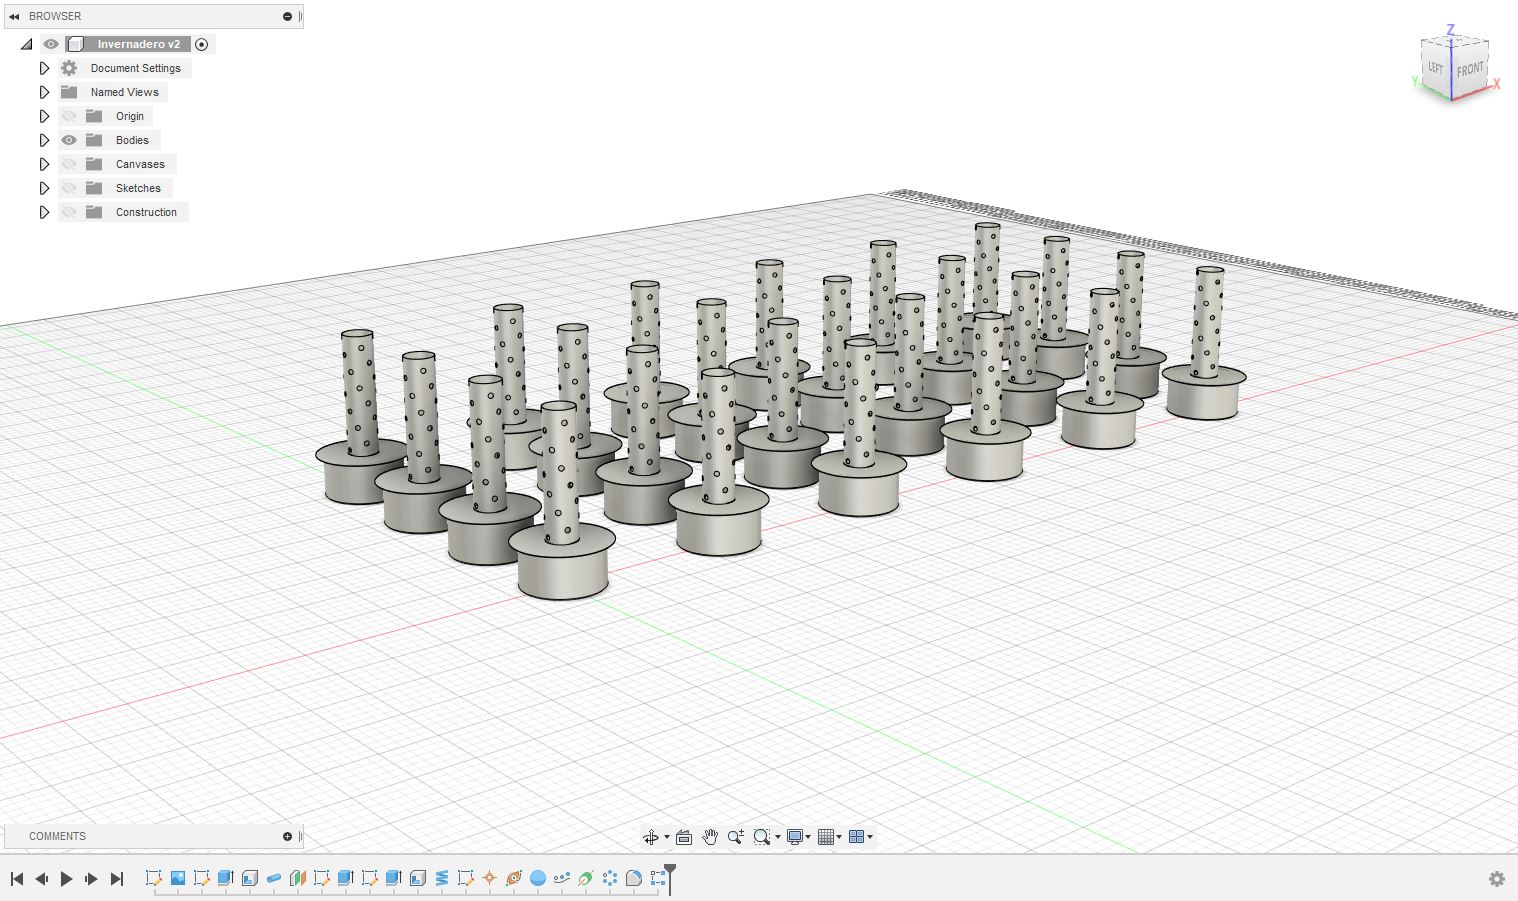 BROWSER
Invernadero v2
Document Settings
Named Views
Origin
Bodies
Canvases
Sketches
Construction
Z
LEFT
FRONT
Y
X
COMMENTS